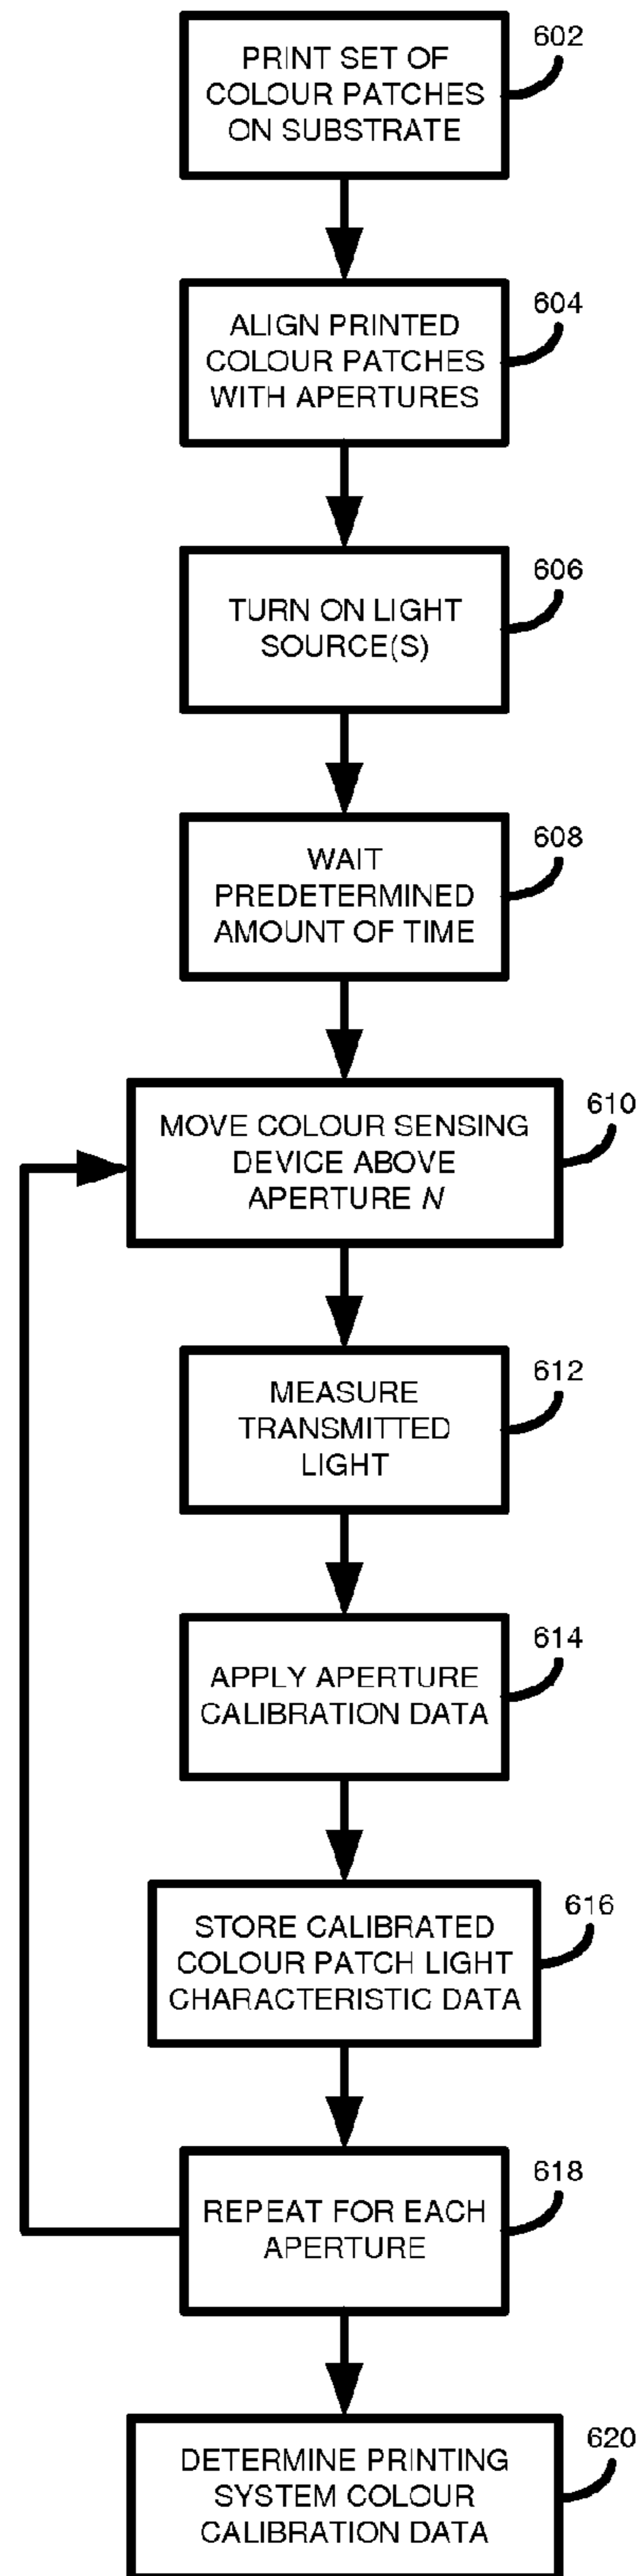 602
PRINT SET OF
COLOUR PATCHES
ON SUBSTRATE
604
ALIGN PRINTED
COLOUR PATCHES
WITH APERTURES
606
TURN ON LIGHT
SOURCE(S)
608
WAIT
PREDETERMINED
AMOUNT OF TIME
610
MOVE COLOUR SENSING
DEVICE ABOVE
APERTURE N
612
MEASURE
TRANSMITTED
LIGHT
614
APPLY APERTURE
CALIBRATION DATA
616
STORE CALIBRATED
COLOUR PATCH LIGHT
CHARACTERISTIC DATA
618
REPEAT FOR EACH
APERTURE
620
DETERMINE PRINTING
SYSTEM COLOUR
CALIBRATION DATA